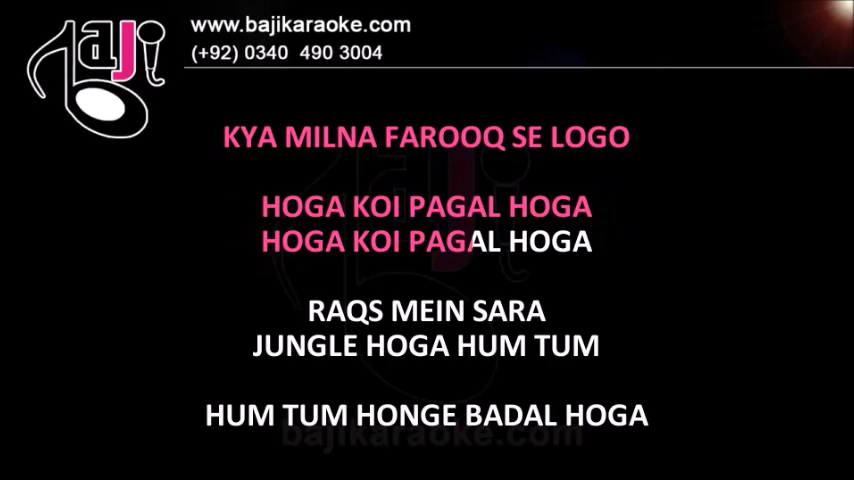 baji
www.bajikaraoke.com
(+92) 0340 490 3004
KYA MILNA FAROOQ SE LOGO
HOGA KOI PAGAL HOGA
HOGA KOI PAGAL HOGA
RAQS MEIN SARA
JUNGLE HOGA HUM TUM
HUM TUM HONGE BADAL HOGA
bajikaraoke.com